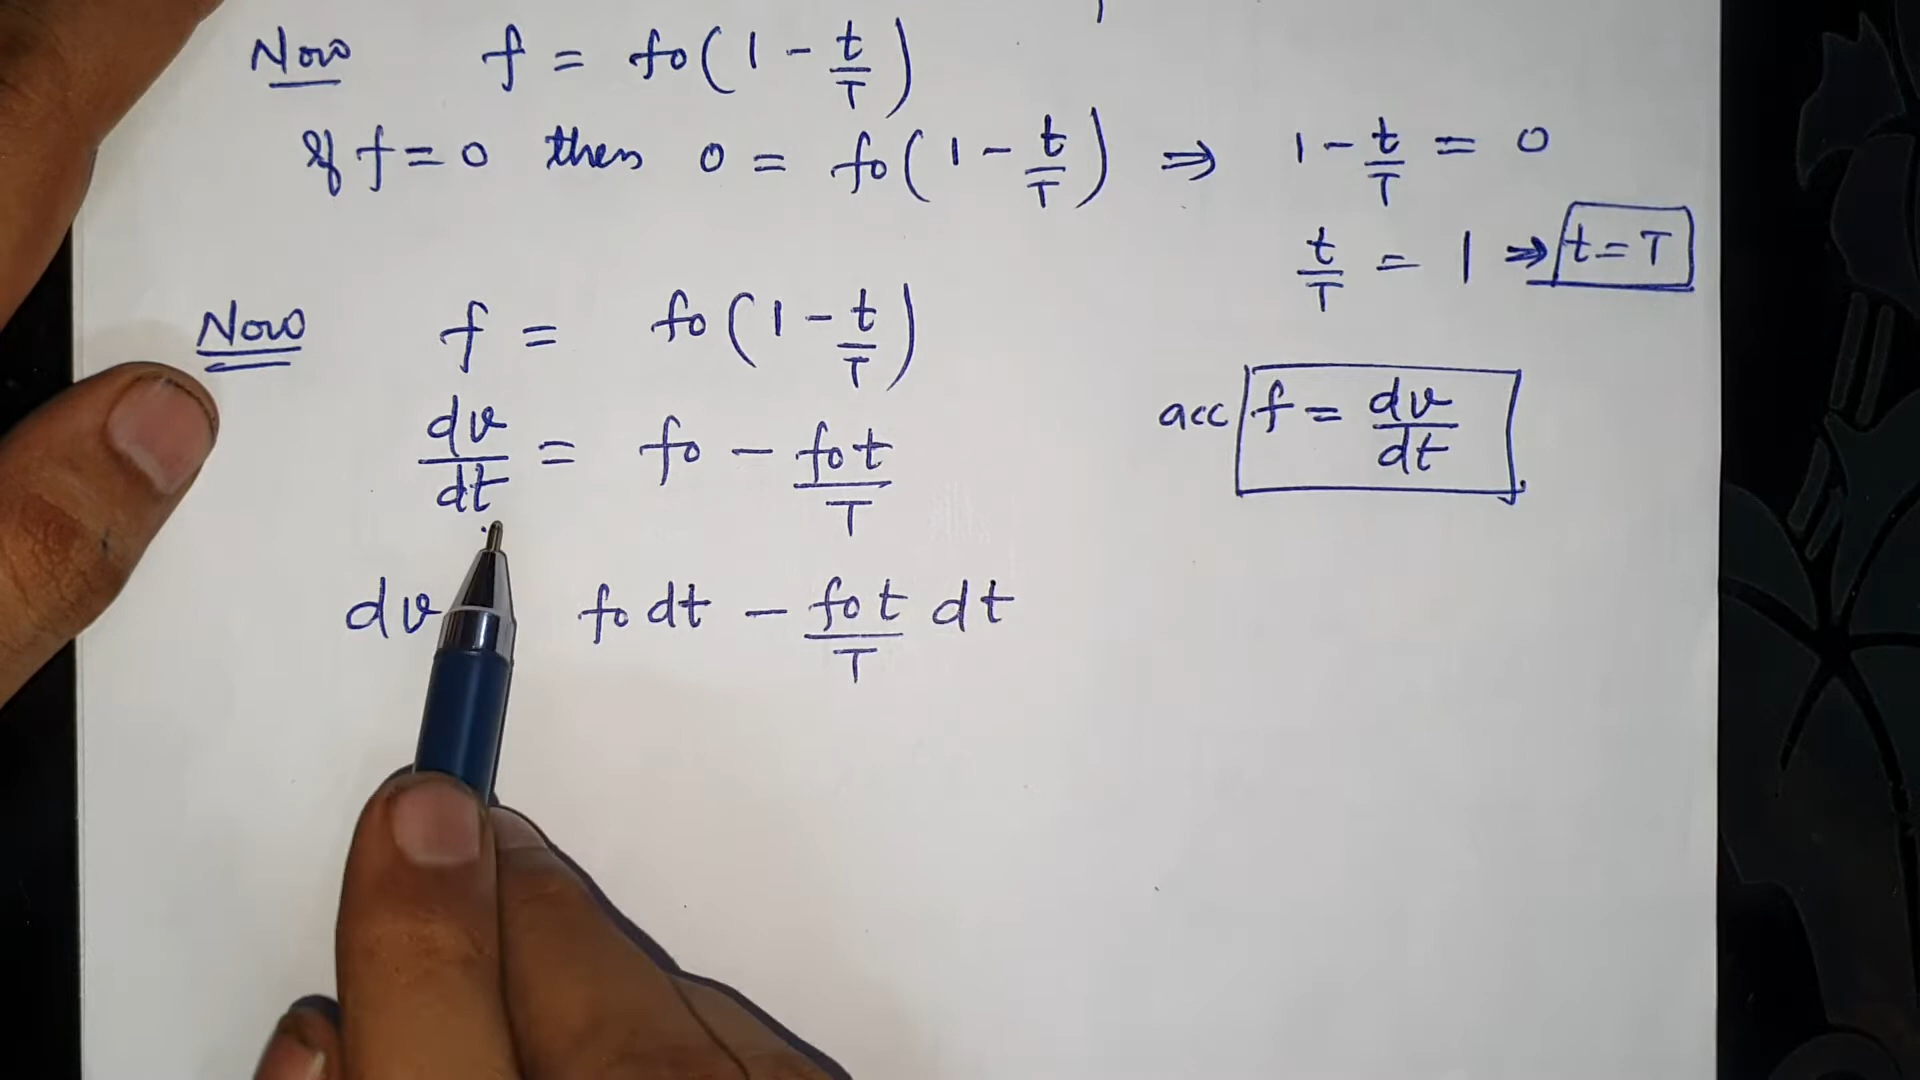 Now f = fo(1 - t/T)
If f = 0 then 0 = fo(1 - t/T) ⇒ 1 - t/T = 0
t/T = 1 ⇒ t = T
Now f = fo(1 - t/T)
dv/dt = fo - fot/T
acc f = dv/dt
dv fo dt - fot/T dt